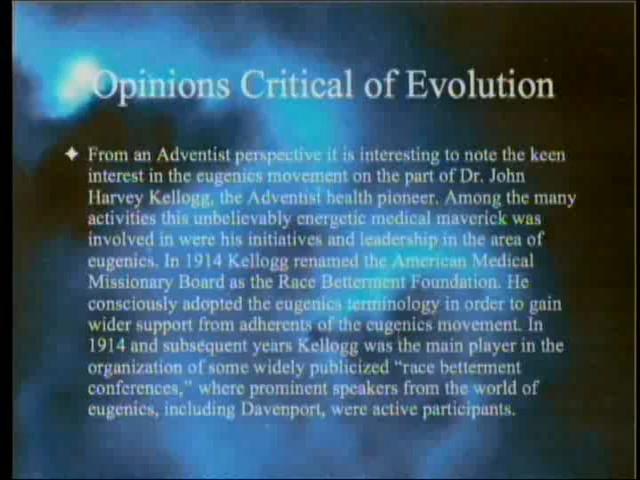 Opinions Critical of Evolution
From an Adventist perspective it is interesting to note the keen
interest in the eugenics movement on the part of Dr. John
Harvey Kellogg, the Adventist health pioneer. Among the many
activities this unbelievably energetic medical maverick was
involved in were his initiatives and leadership in the area of
eugenics. In 1914 Kellogg renamed the American Medical
Missionary Board as the Race Betterment Foundation. He
consciously adopted the eugenics terminology in order to gain
wider support from adherents of the eugenics movement. In
1914 and subsequent years Kellogg was the main player in the
organization of some widely publicized “race betterment
conferences,” where prominent speakers from the world of
eugenics, including Davenport, were active participants.